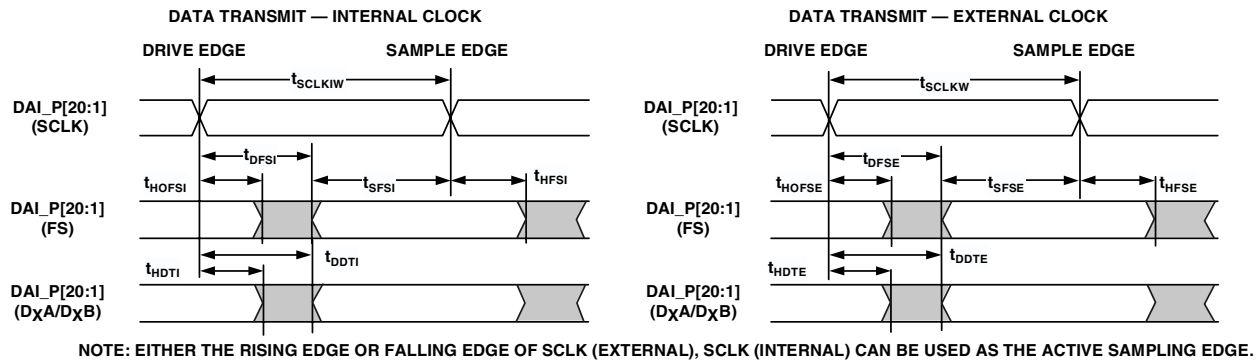 DATA TRANSMIT — INTERNAL CLOCK
DRIVE EDGE
SAMPLE EDGE
tSCLKIW
DAI_P[20:1]
(SCLK)
tDFSI
tHOFSI
tSFSI
tHFSI
DAI_P[20:1]
(FS)
tDDTI
tHDTI
DAI_P[20:1]
(DXA/DXB)
DATA TRANSMIT — EXTERNAL CLOCK
DRIVE EDGE
SAMPLE EDGE
tSCLKW
DAI_P[20:1]
(SCLK)
tDFSE
tHOFSE
tSFSE
tHFSE
DAI_P[20:1]
(FS)
tDDTE
tHDTE
DAI_P[20:1]
(DXA/DXB)
NOTE: EITHER THE RISING EDGE OR FALLING EDGE OF SCLK (EXTERNAL), SCLK (INTERNAL) CAN BE USED AS THE ACTIVE SAMPLING EDGE.